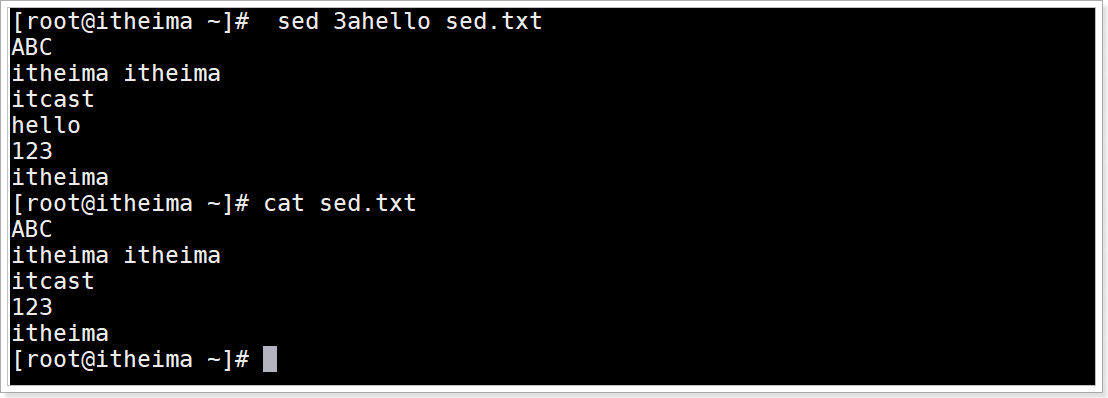 [root@itheima ~]#  sed 3ahello sed.txt
ABC
itheima itheima
itcast
hello
123
itheima
[root@itheima ~]# cat sed.txt
ABC
itheima itheima
itcast
123
itheima
[root@itheima ~]#